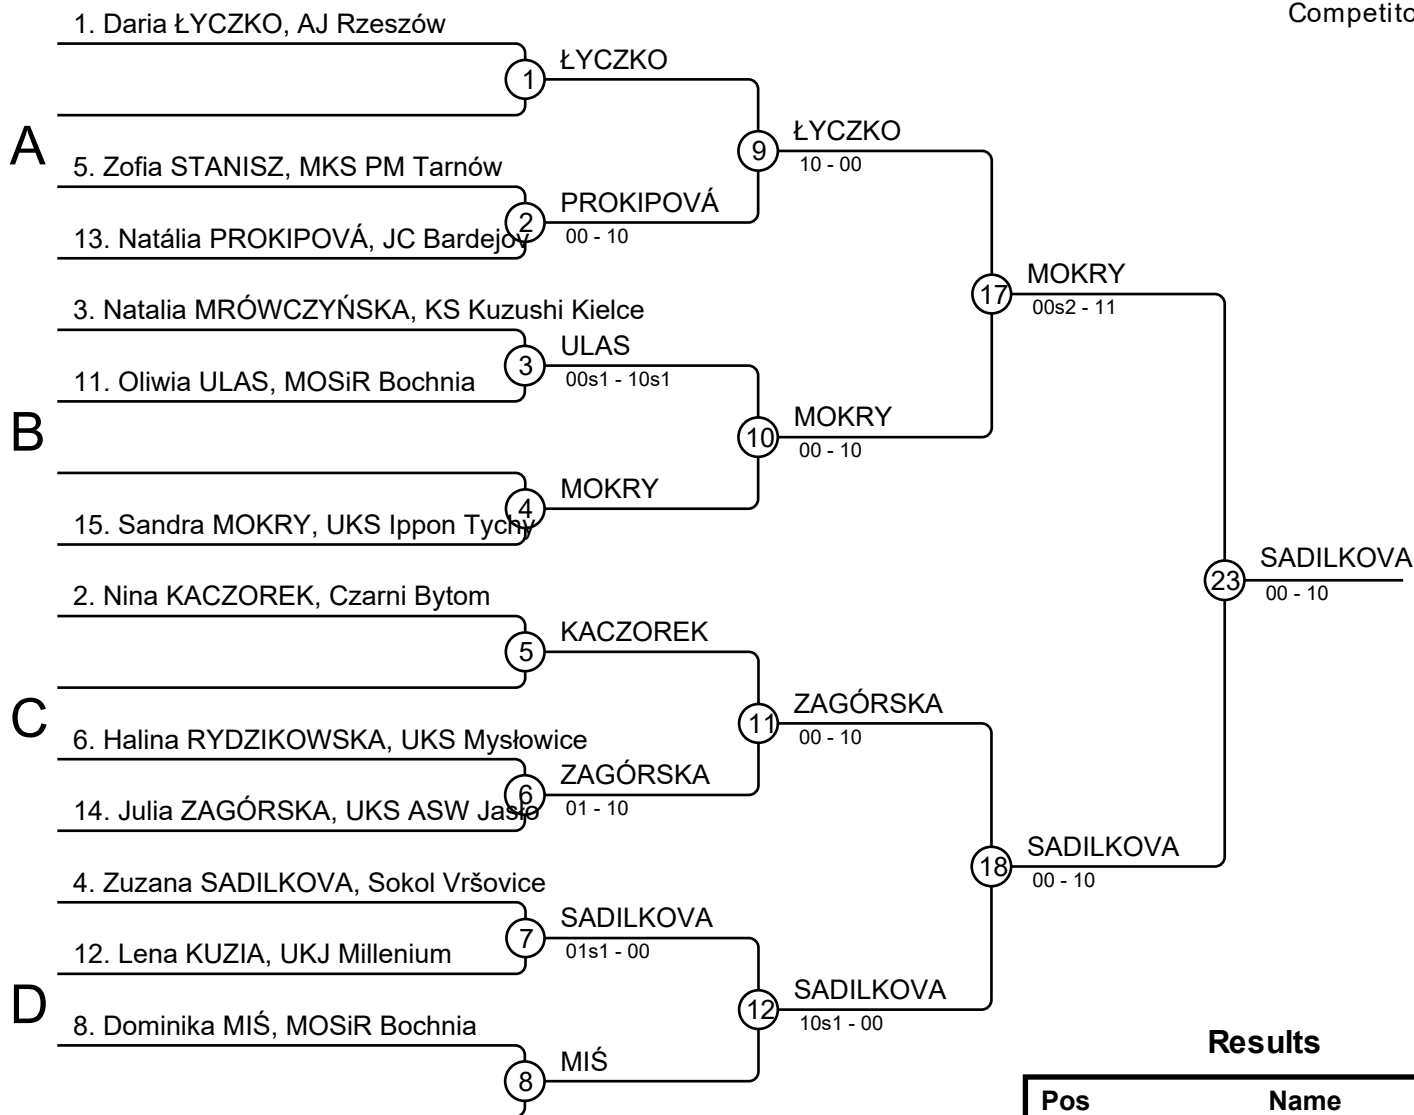 Competito
1. Daria ŁYCZKO, AJ Rzeszów
1
ŁYCZKO
A
5. Zofia STANISZ, MKS PM Tarnów
2
PROKIPOVÁ
00 - 10
13. Natália PROKIPOVÁ, JC Bardejov
9
ŁYCZKO
10 - 00
3. Natalia MRÓWCZYŃSKA, KS Kuzushi Kielce
3
ULAS
00s1 - 10s1
11. Oliwia ULAS, MOSiR Bochnia
B
10
MOKRY
00 - 10
4
MOKRY
15. Sandra MOKRY, UKS Ippon Tychy
17
MOKRY
00s2 - 11
2. Nina KACZOREK, Czarni Bytom
5
KACZOREK
C
6. Halina RYDZIKOWSKA, UKS Mysłowice
6
ZAGÓRSKA
01 - 10
14. Julia ZAGÓRSKA, UKS ASW Jasło
11
ZAGÓRSKA
00 - 10
4. Zuzana SADILKOVA, Sokol Vršovice
7
SADILKOVA
01s1 - 00
12. Lena KUZIA, UKJ Millenium
D
8. Dominika MIŚ, MOSiR Bochnia
8
MIŚ
12
SADILKOVA
10s1 - 00
18
SADILKOVA
00 - 10
23
SADILKOVA
00 - 10
Results
Pos Name